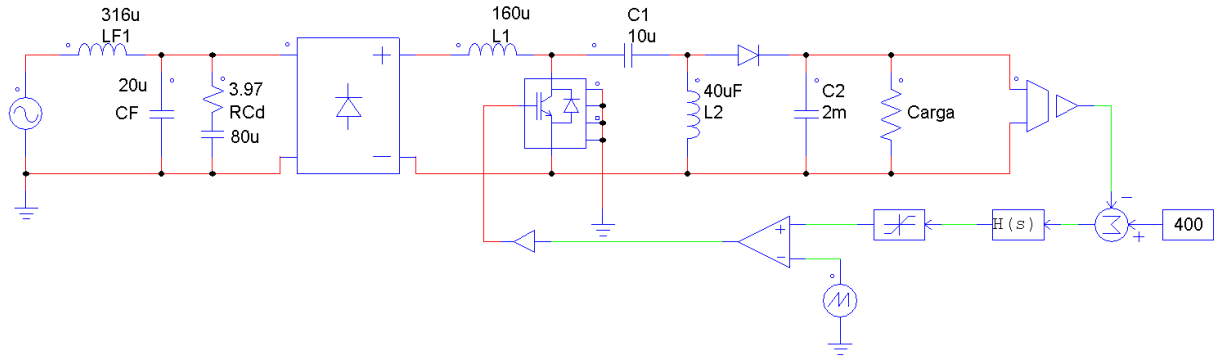 316u
LF1
20u
CF
3.97
RCd
80u
+
−
160u
L1
C1
10u
40uF
L2
C2
2m
Carga
−
+
400
H(s)
Σ
+
−